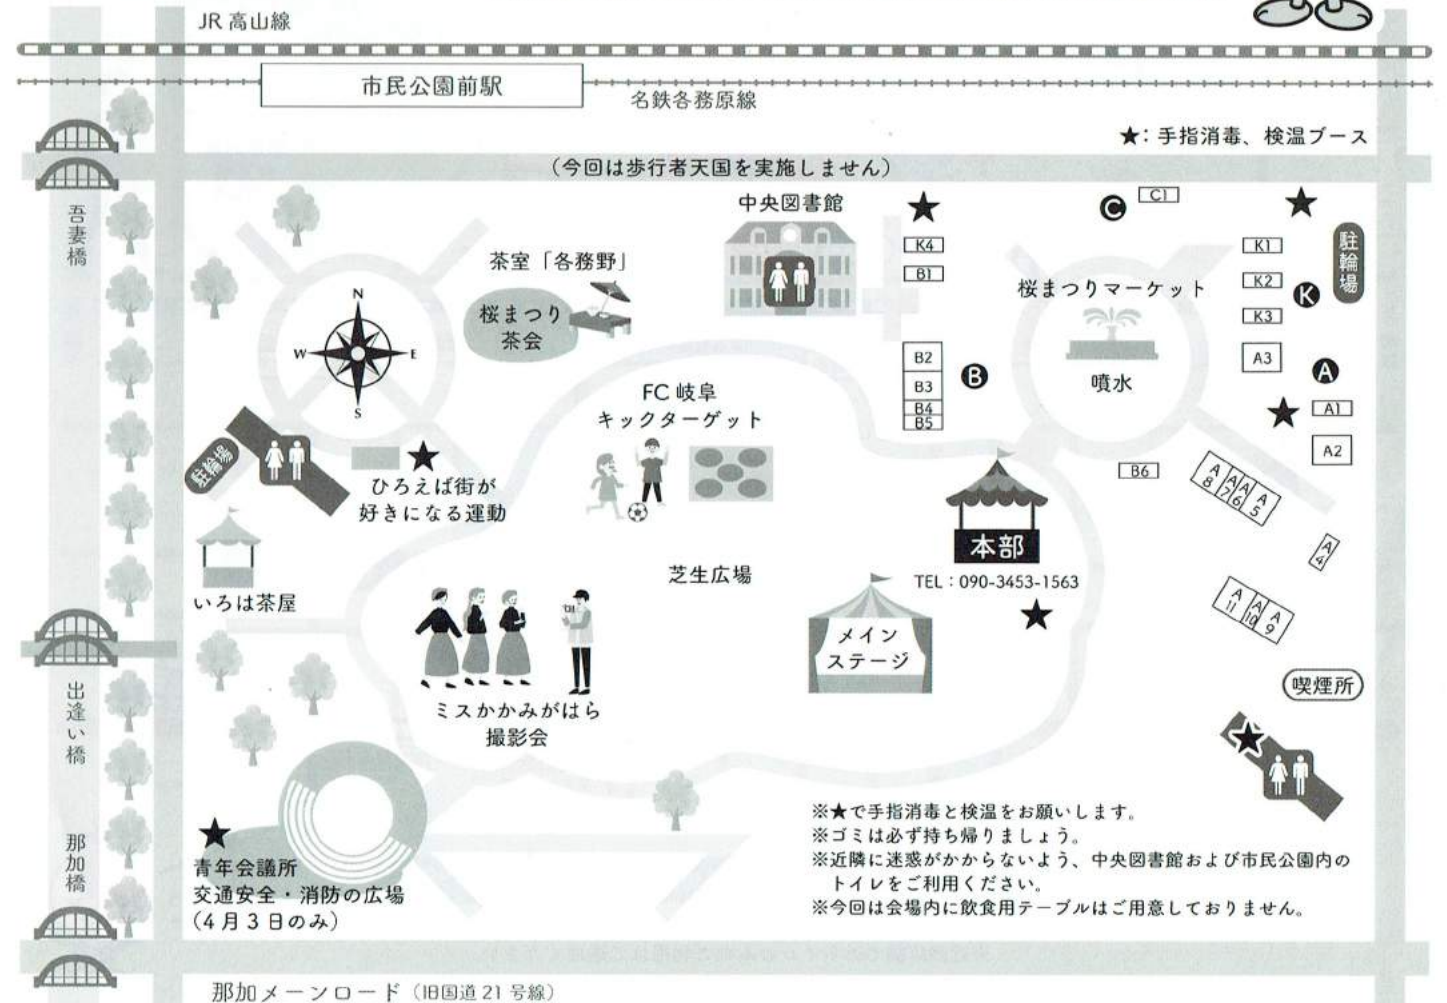 JR 高山線
市民公園前駅
名鉄各務原線
★：手指消毒、検温ブース
（今回は歩行者天国を実施しません）
吾妻橋
中央図書館
★
C
C1
★
K4
K1
駐輪場
B1
K2
K
K3
茶室「各務野」
桜まつり
茶会
桜まつりマーケット
噴水
N
W
E
S
B2
B3
B4
B5
B
A3
A
★
A1
A2
FC 岐阜
キックターゲット
駐輪場
★
ひろえば街が
好きになる運動
B6
A8
A7
A6
A5
A4
本部
TEL：090-3453-1563
★
芝生広場
いろは茶屋
メイン
ステージ
A11
A10
A9
喫煙所
★
出逢い橋
ミスかかみがはら
撮影会
那加橋
★
青年会議所
交通安全・消防の広場
（4月3日のみ）
※★で手指消毒と検温をお願いします。
※ゴミは必ず持ち帰りましょう。
※近隣に迷惑がかからないよう、中央図書館および市民公園内の
トイレをご利用ください。
※今回は会場内に飲食用テーブルはご用意しておりません。
那加メーンロード（旧国道21号線）